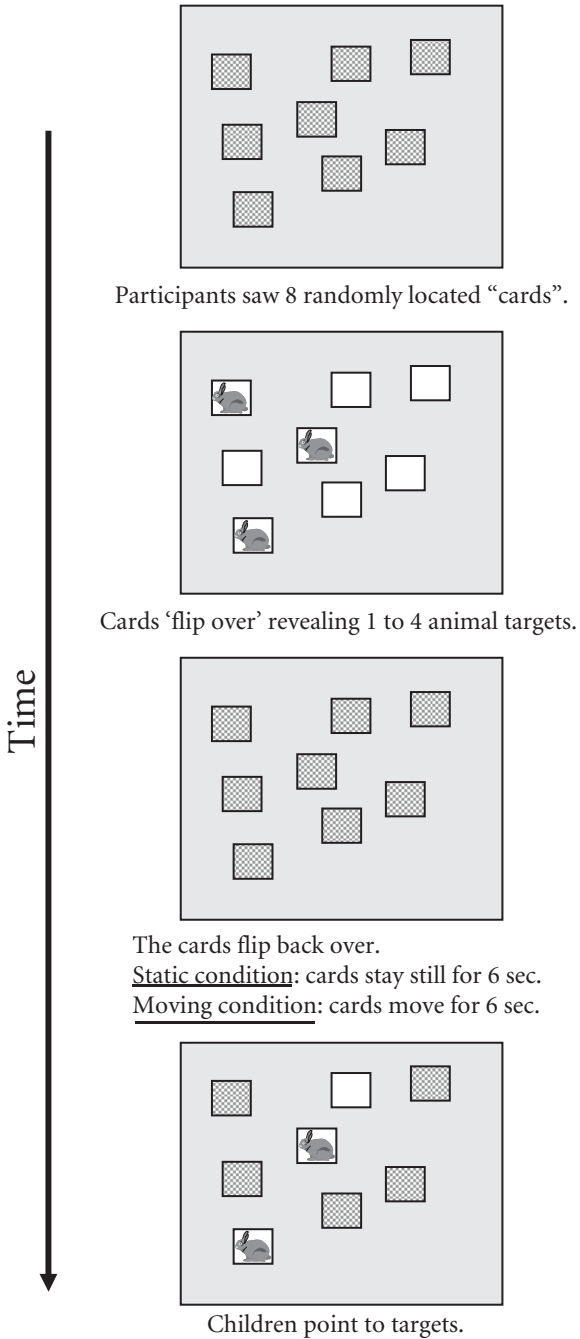 Participants saw 8 randomly located “cards”.
Cards ‘flip over’ revealing 1 to 4 animal targets.
Time
The cards flip back over.
Static condition: cards stay still for 6 sec.
Moving condition: cards move for 6 sec.
Children point to targets.